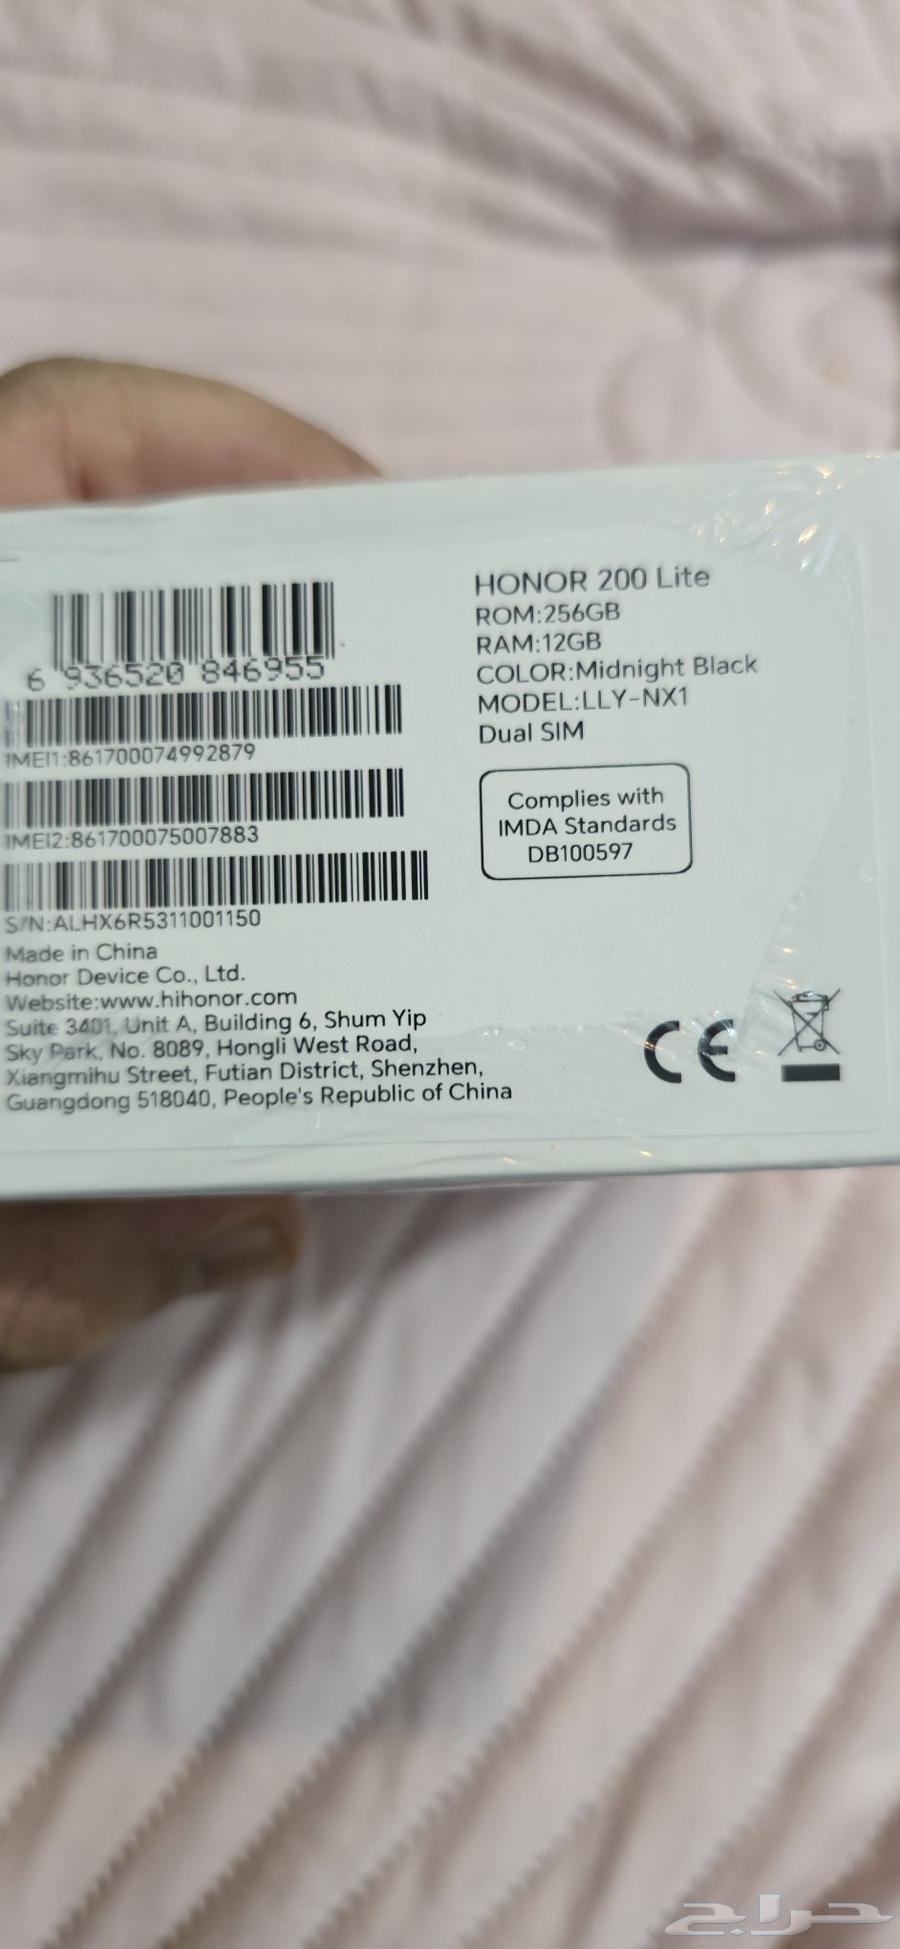 6 936520 846955
IMEI1:861700074992879
IMEI2:861700075007883
S/N:ALHX6R5311001150
Made in China
Honor Device Co., Ltd.
Website:www.hihonor.com
Suite 3401, Unit A, Building 6, Shum Yip
Sky Park, No. 8089, Hongli West Road,
Xiangmihu Street, Futian District, Shenzhen,
Guangdong 518040, People's Republic of China
HONOR 200 Lite
ROM:256GB
RAM:12GB
COLOR:Midnight Black
MODEL:LLY-NX1
Dual SIM
Complies with
IMDA Standards
DB100597
CE
حراج